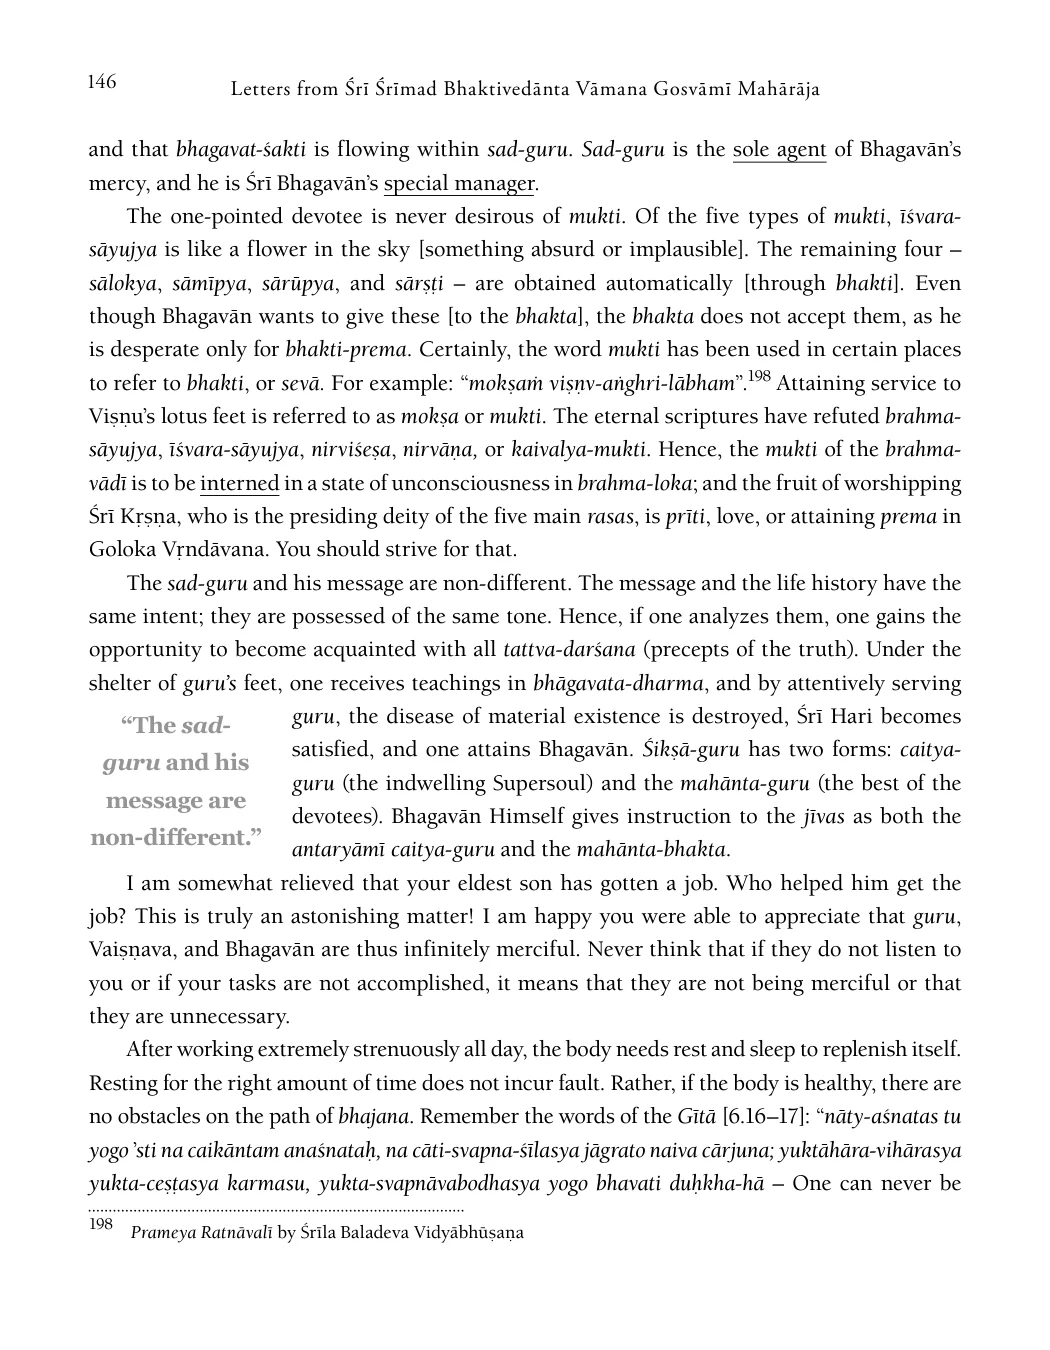 146
Letters from Śrī Śrīmad Bhaktivedānta Vāmana Gosvāmī Mahārāja
and that bhagavat-śakti is flowing within sad-guru. Sad-guru is the sole agent of Bhagavān’s
mercy, and he is Śrī Bhagavān’s special manager.
The one-pointed devotee is never desirous of mukti. Of the five types of mukti, īśvara-
sāyujya is like a flower in the sky [something absurd or implausible]. The remaining four –
sālokya, sāmīpya, sārūpya, and sārṣṭi – are obtained automatically [through bhakti]. Even
though Bhagavān wants to give these [to the bhakta], the bhakta does not accept them, as he
is desperate only for bhakti-prema. Certainly, the word mukti has been used in certain places
to refer to bhakti, or sevā. For example: “mokṣaṁ viṣṇv-aṅghri-lābham”.198 Attaining service to
Viṣṇu’s lotus feet is referred to as mokṣa or mukti. The eternal scriptures have refuted brahma-
sāyujya, īśvara-sāyujya, nirviśeṣa, nirvāṇa, or kaivalya-mukti. Hence, the mukti of the brahma-
vādī is to be interned in a state of unconsciousness in brahma-loka; and the fruit of worshipping
Śrī Kṛṣṇa, who is the presiding deity of the five main rasas, is prīti, love, or attaining prema in
Goloka Vṛndāvana. You should strive for that.
The sad-guru and his message are non-different. The message and the life history have the
same intent; they are possessed of the same tone. Hence, if one analyzes them, one gains the
opportunity to become acquainted with all tattva-darśana (precepts of the truth). Under the
shelter of guru’s feet, one receives teachings in bhāgavata-dharma, and by attentively serving
guru, the disease of material existence is destroyed, Śrī Hari becomes
satisfied, and one attains Bhagavān. Śikṣā-guru has two forms: caitya-
guru (the indwelling Supersoul) and the mahānta-guru (the best of the
devotees). Bhagavān Himself gives instruction to the jīvas as both the
antaryāmī caitya-guru and the mahānta-bhakta.
“The sad-
guru and his
message are
non-different.”
I am somewhat relieved that your eldest son has gotten a job. Who helped him get the
job? This is truly an astonishing matter! I am happy you were able to appreciate that guru,
Vaiṣṇava, and Bhagavān are thus infinitely merciful. Never think that if they do not listen to
you or if your tasks are not accomplished, it means that they are not being merciful or that
they are unnecessary.
After working extremely strenuously all day, the body needs rest and sleep to replenish itself.
Resting for the right amount of time does not incur fault. Rather, if the body is healthy, there are
no obstacles on the path of bhajana. Remember the words of the Gītā [6.16–17]: “nāty-aśnatas tu
yogo ’sti na caikāntam anaśnataḥ, na cāti-svapna-śīlasya jāgrato naiva cārjuna; yuktāhāra-vihārasya
yukta-ceṣṭasya karmasu, yukta-svapnāvabodhasya yogo bhavati duḥkha-hā – One can never be
198 Prameya Ratnāvalī by Śrīla Baladeva Vidyābhūṣaṇa